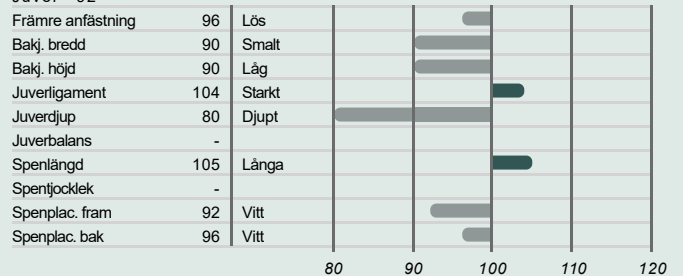 Främre anfästning 96 Lös
Bakj. bredd 90 Smalt
Bakj. höjd 90 Låg
Juverligament 104 Starkt
Juverdjup 80 Djupt
Juverbalans -
Spenlängd 105 Långa
Spentjocklek -
Spenplac. fram 92 Vitt
Spenplac. bak 96 Vitt
80 90 100 110 120